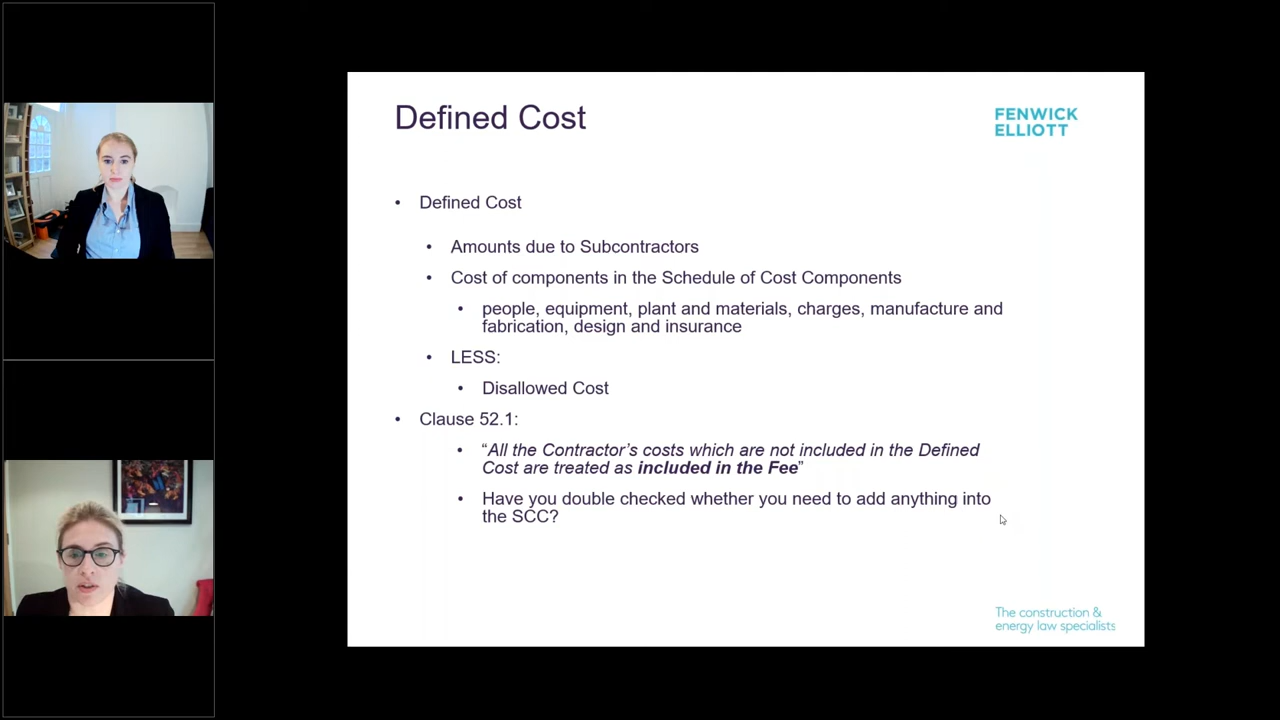 Defined Cost
FENWICK
ELLIOTT
• Defined Cost
• Amounts due to Subcontractors
• Cost of components in the Schedule of Cost Components
• people, equipment, plant and materials, charges, manufacture and
fabrication, design and insurance
• LESS:
• Disallowed Cost
• Clause 52.1:
• “All the Contractor’s costs which are not included in the Defined
Cost are treated as included in the Fee”
• Have you double checked whether you need to add anything into
the SCC?
The construction &
energy law specialists